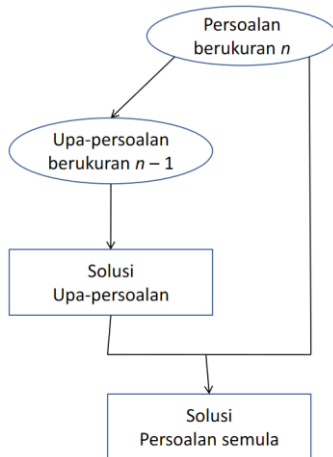 Persoalan
berukuran n
Upa-persoalan
berukuran n – 1
Solusi
Upa-persoalan
Solusi
Persoalan semula